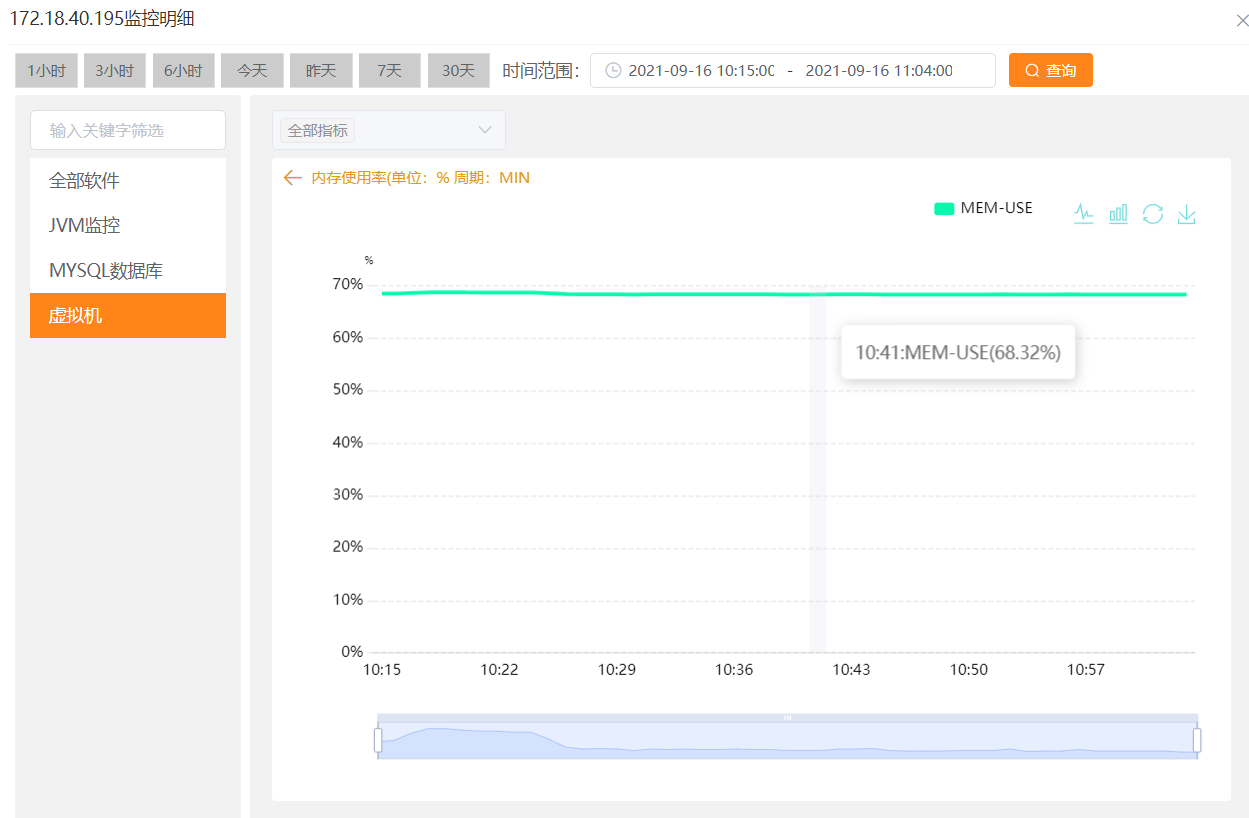 172.18.40.195监控明细
1小时 3小时 6小时 今天 昨天 7天 30天 时间范围： 2021-09-16 10:15:00 - 2021-09-16 11:04:00 查询
输入关键字筛选
全部软件
JVM监控
MYSQL数据库
虚拟机
全部指标
内存使用率(单位：% 周期：MIN
MEM-USE
%
70%
60%
10:41:MEM-USE(68.32%)
50%
40%
30%
20%
10%
0%
10:15 10:22 10:29 10:36 10:43 10:50 10:57